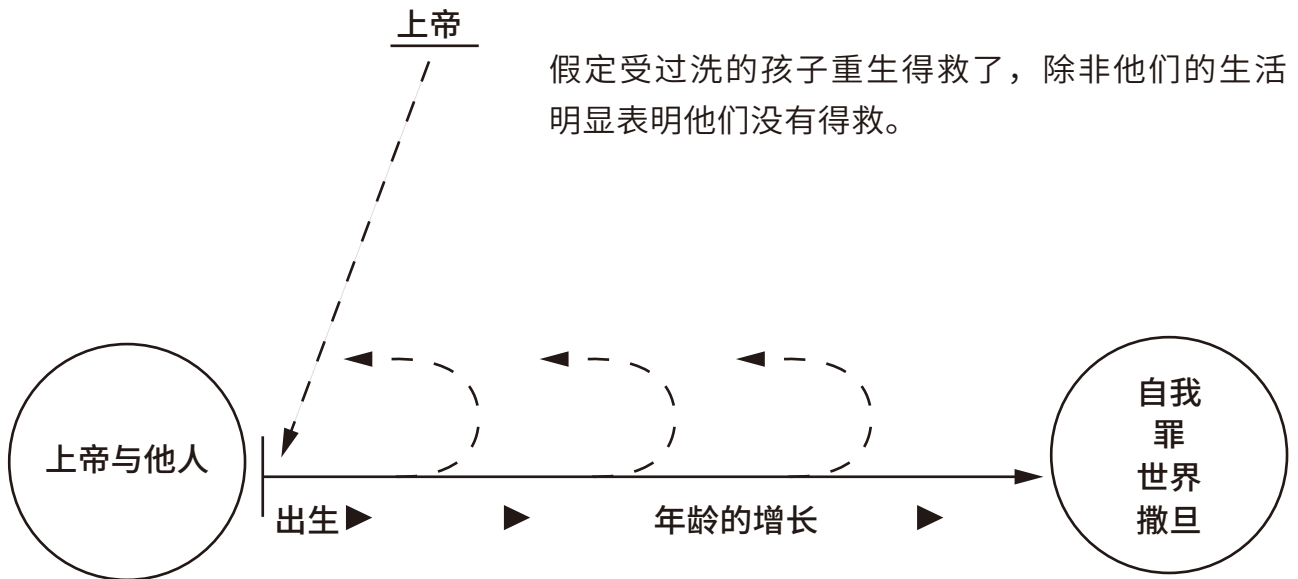 上帝
假定受过洗的孩子重生得救了，除非他们的生活
明显表明他们没有得救。
上帝与他人
自我
罪
世界
撒旦
出生 年龄的增长